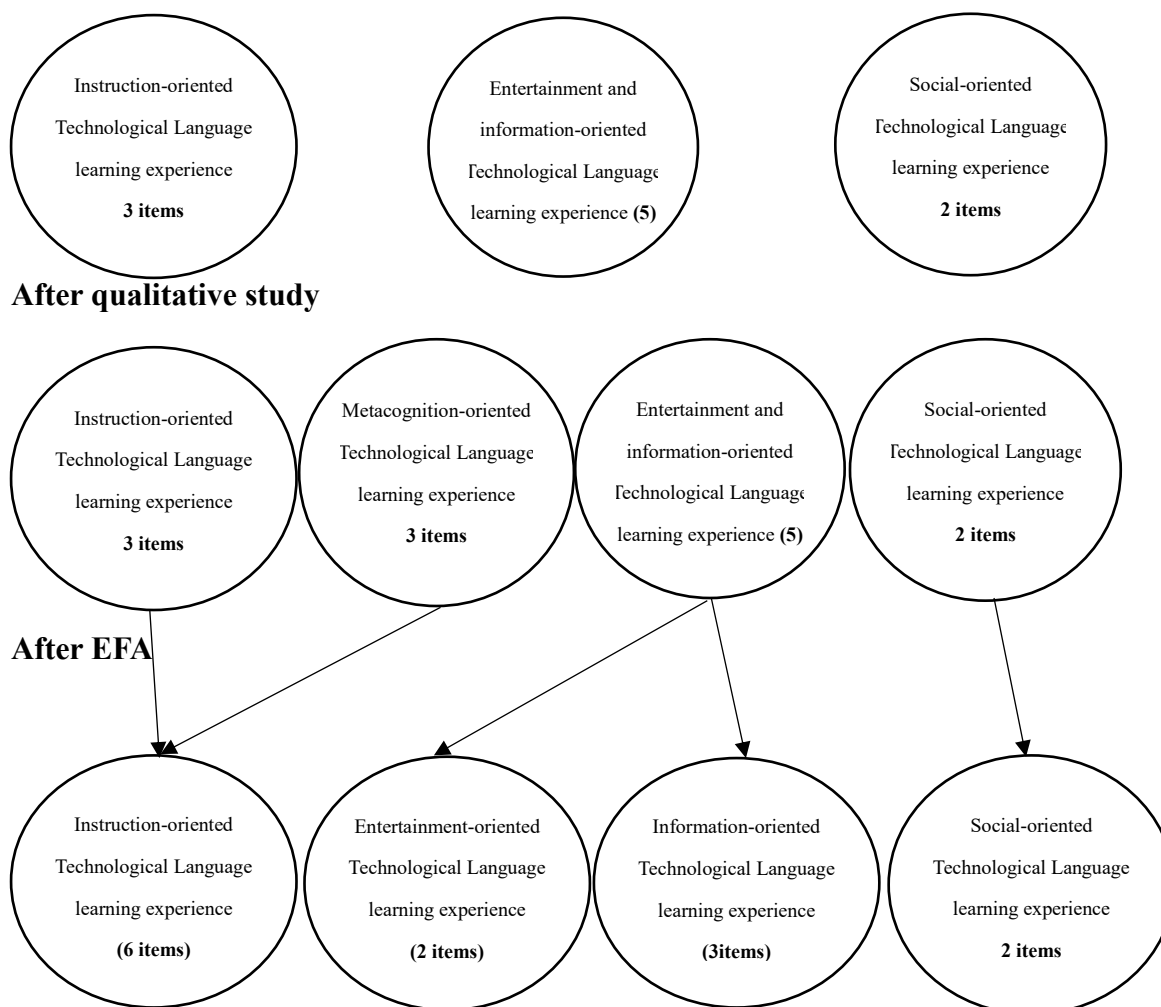 Instruction-oriented
Technological Language
learning experience
3 items
Entertainment and
information-oriented
Technological Language
learning experience (5)
Social-oriented
Technological Language
learning experience
2 items
After qualitative study
Instruction-oriented
Technological Language
learning experience
3 items
Metacognition-oriented
Technological Language
learning experience
3 items
Entertainment and
information-oriented
Technological Language
learning experience (5)
Social-oriented
Technological Language
learning experience
2 items
After EFA
Instruction-oriented
Technological Language
learning experience
(6 items)
Entertainment-oriented
Technological Language
learning experience
(2 items)
Information-oriented
Technological Language
learning experience
(3items)
Social-oriented
Technological Language
learning experience
2 items